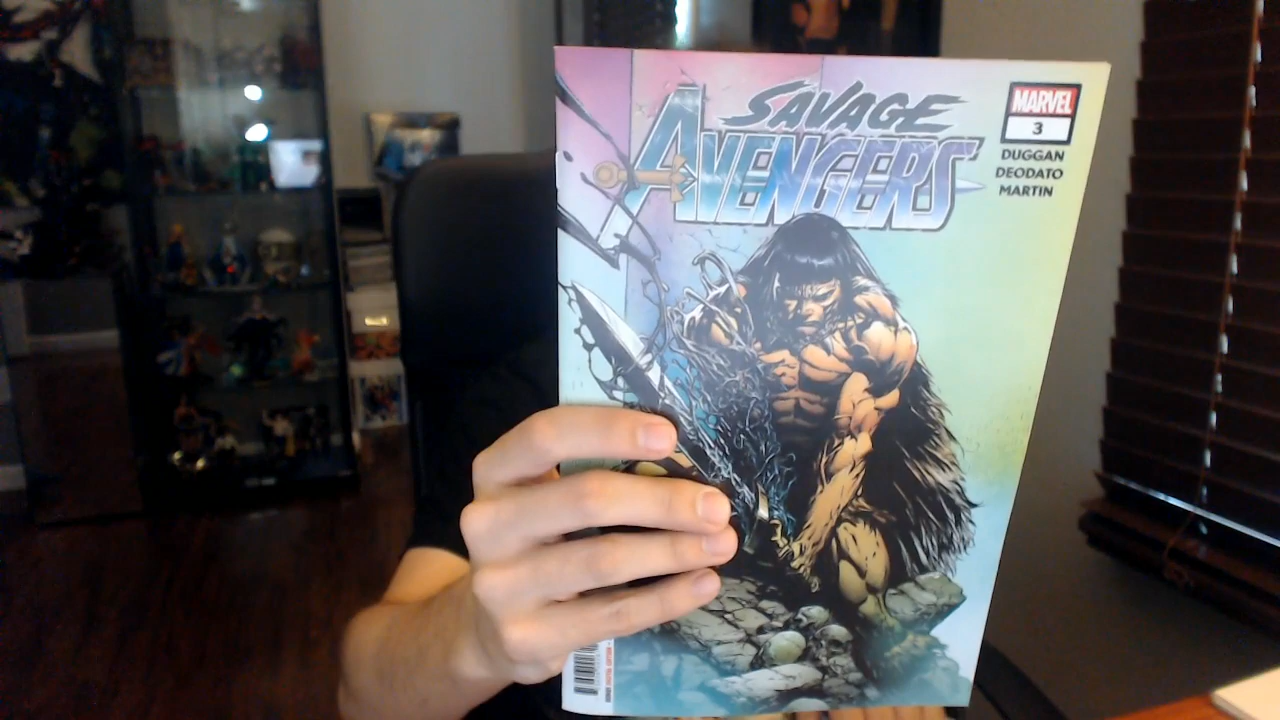 SAVAGE
AVENGERS
MARVEL
3
DUGGAN
DEODATO
MARTIN